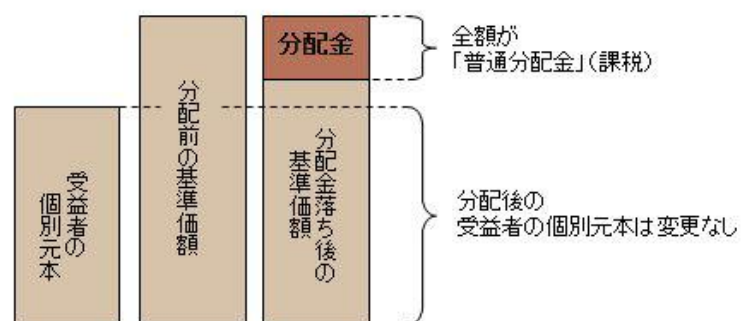 受益者の
個別元本
分配前の基準価額
分配金
分配金落ち後の
基準価額
全額が
「普通分配金」（課税）
分配後の
受益者の個別元本は変更なし